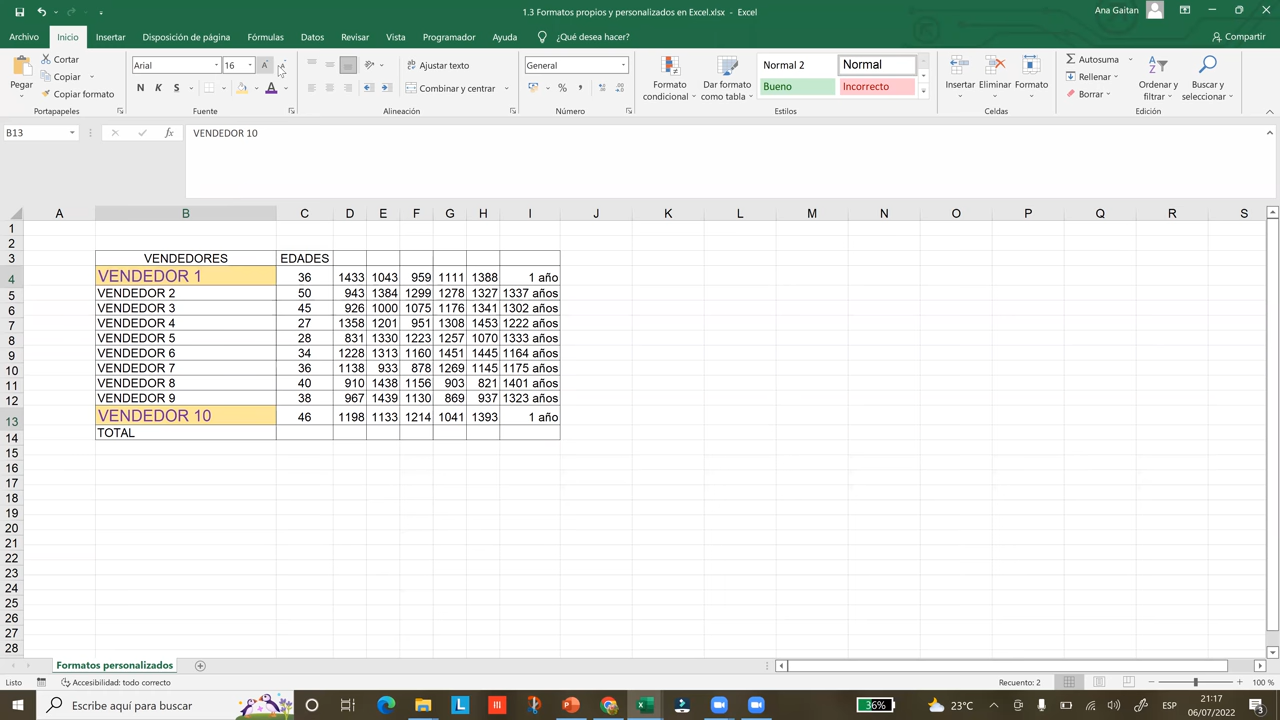 1.3 Formatos propios y personalizados en Excel.xlsx - Excel
Ana Gaitan
Archivo Inicio Insertar Disposición de página Fórmulas Datos Revisar Vista Programador Ayuda ¿Qué desea hacer? Compartir
Pegar
Cortar
Copiar
Copiar formato
Portapapeles
Arial 16
N K S
Fuente
Ajustar texto
Combinar y centrar
Alineación
General
Número
Formato condicional
Dar formato como tabla
Normal 2 Normal
Bueno Incorrecto
Estilos
Insertar Eliminar Formato
Celdas
Autosuma
Rellenar
Borrar
Ordenar y filtrar
Buscar y seleccionar
Edición
B13 fx VENDEDOR 10
A B C D E F G H I J K L M N O P Q R S
1
2
3 VENDEDORES EDADES
4 VENDEDOR 1 36 1433 1043 959 1111 1388 1 año
5 VENDEDOR 2 50 943 1384 1299 1278 1327 1337 años
6 VENDEDOR 3 45 926 1000 1075 1176 1341 1302 años
7 VENDEDOR 4 27 1358 1201 951 1308 1453 1222 años
8 VENDEDOR 5 28 831 1330 1223 1257 1070 1333 años
9 VENDEDOR 6 34 1228 1313 1160 1451 1445 1164 años
10 VENDEDOR 7 36 1138 933 878 1269 1145 1175 años
11 VENDEDOR 8 40 910 1438 1156 903 821 1401 años
12 VENDEDOR 9 38 967 1439 1130 869 937 1323 años
13 VENDEDOR 10 46 1198 1133 1214 1041 1393 1 año
14 TOTAL
15
16
17
18
19
20
21
22
23
24
25
26
27
28
Formatos personalizados
Listo Accesibilidad: todo correcto Recuento: 2 100 %
Escribe aquí para buscar 36% 23°C ESP 21:17
06/07/2022 3